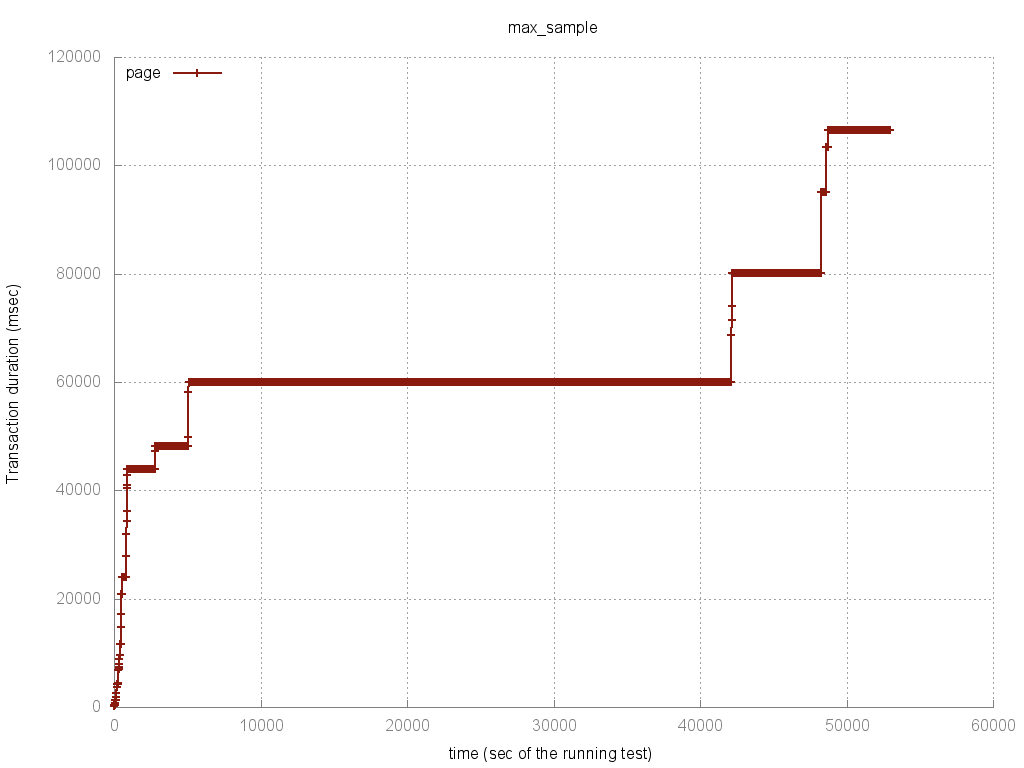 max_sample
120000
page
100000
80000
60000
40000
20000
0
Transaction duration (msec)
0 10000 20000 30000 40000 50000 60000
time (sec of the running test)